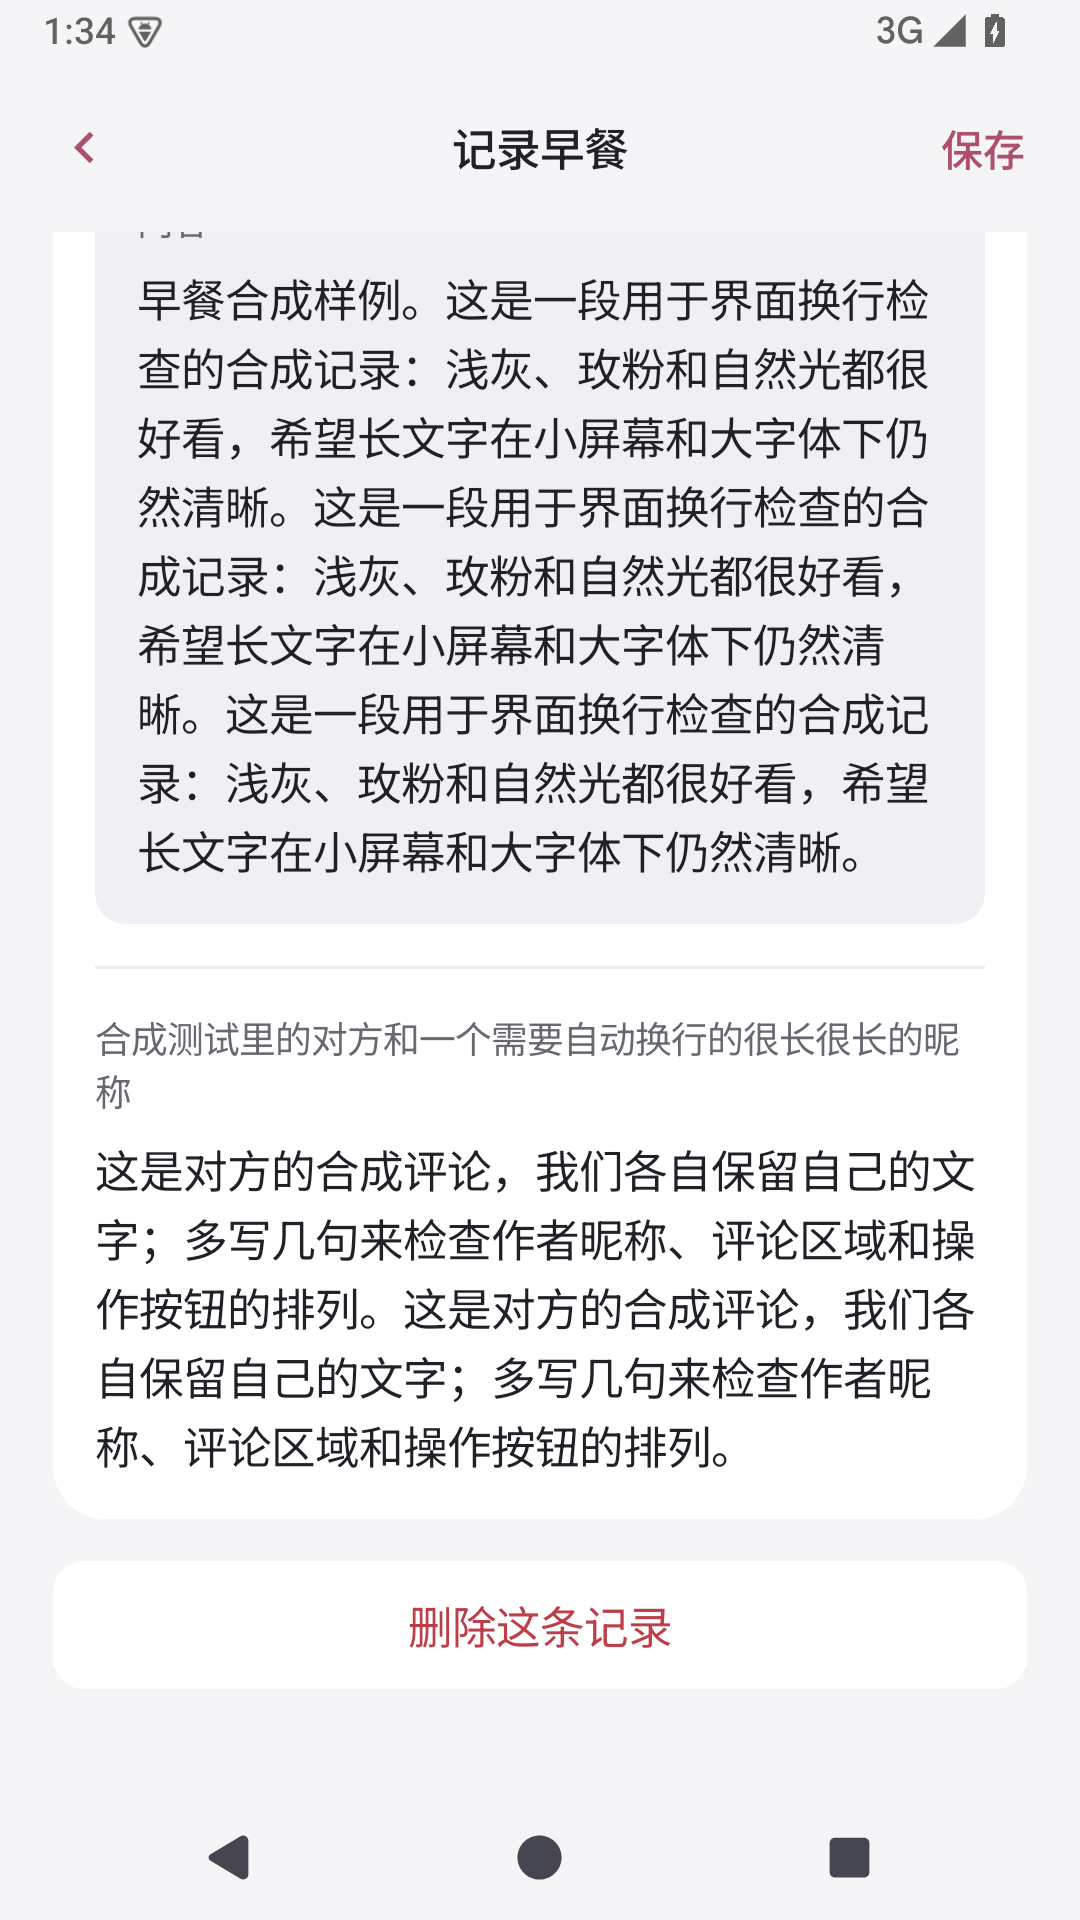 1:34
3G
记录早餐
保存
早餐合成样例。这是一段用于界面换行检
查的合成记录：浅灰、玫粉和自然光都很
好看，希望长文字在小屏幕和大字体下仍
然清晰。这是一段用于界面换行检查的合
成记录：浅灰、玫粉和自然光都很好看，
希望长文字在小屏幕和大字体下仍然清
晰。这是一段用于界面换行检查的合成记
录：浅灰、玫粉和自然光都很好看，希望
长文字在小屏幕和大字体下仍然清晰。
合成测试里的对方和一个需要自动换行的很长很长的昵
称
这是对方的合成评论，我们各自保留自己的文
字；多写几句来检查作者昵称、评论区域和操
作按钮的排列。这是对方的合成评论，我们各
自保留自己的文字；多写几句来检查作者昵
称、评论区域和操作按钮的排列。
删除这条记录